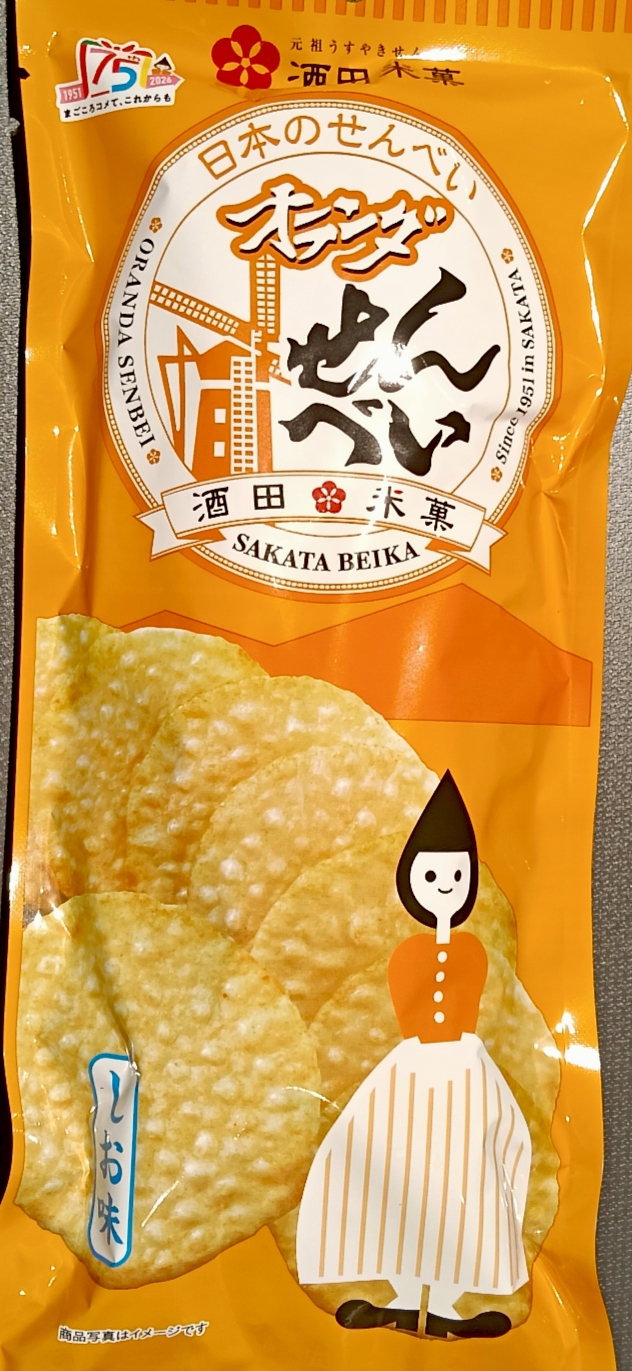 75
1951
2026
まごころコメて、これからも
元祖うすやきせん
酒田米菓
日本のせんべい
オランダ
せんべい
ORANDA SENBEI
Since 1951 in SAKATA
酒田米菓
SAKATA BEIKA
しお味
商品写真はイメージです